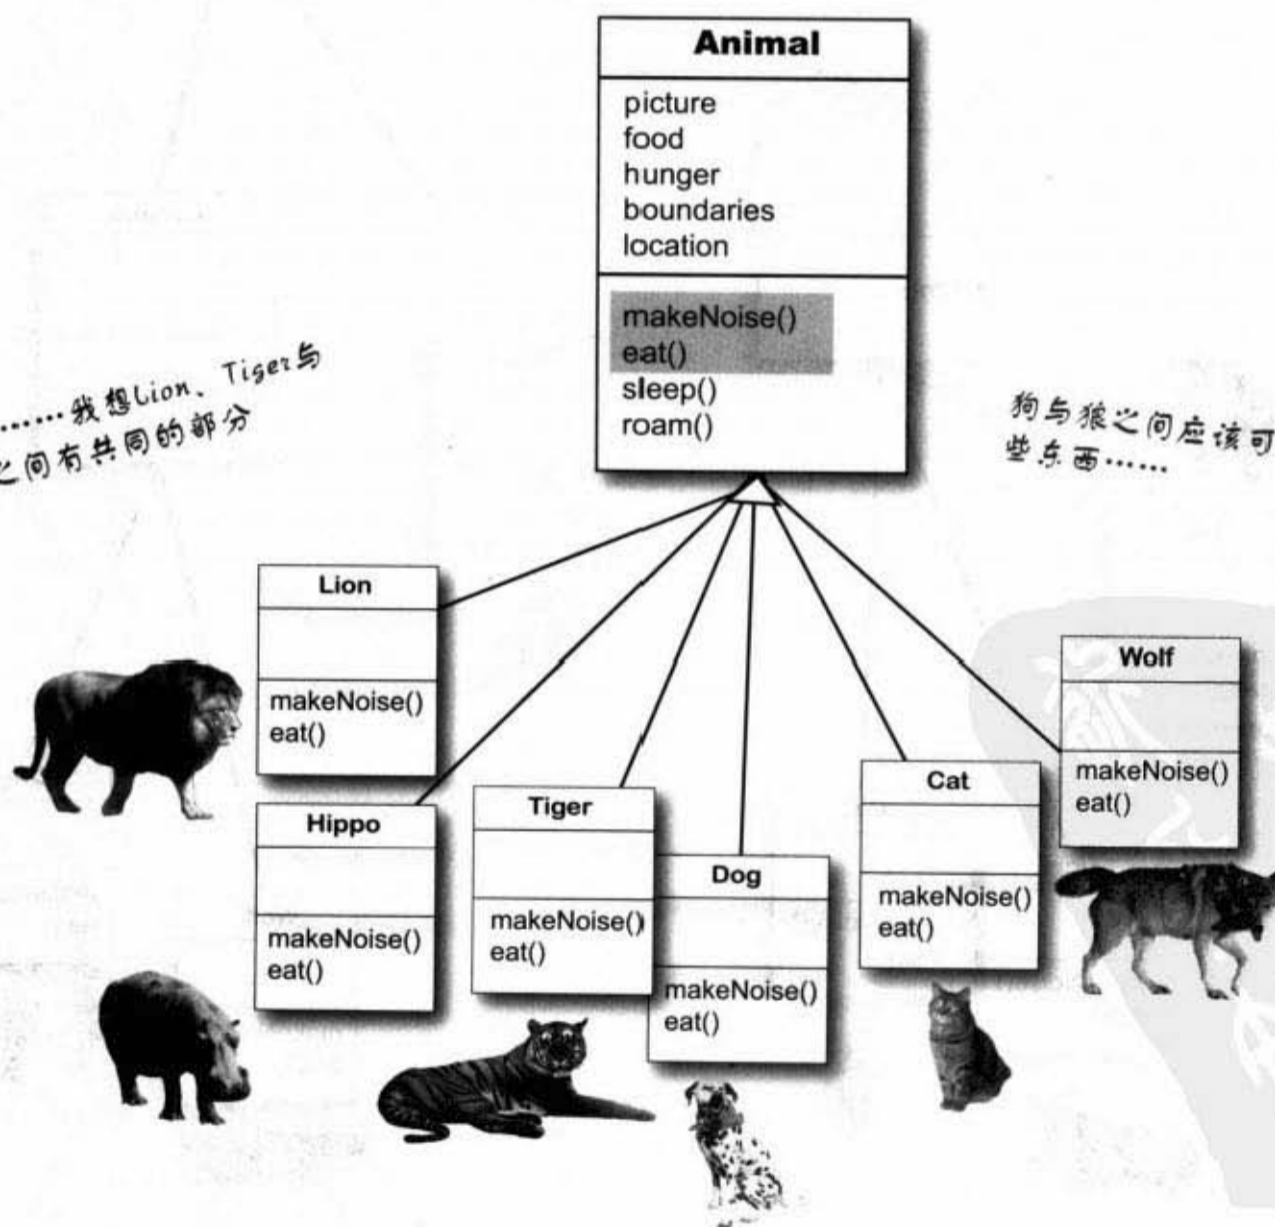 Animal
picture
food
hunger
boundaries
location
makeNoise()
eat()
sleep()
roam()
……我想Lion、Tiger与
之间有共同的部分
狗与狼之间应该可
些东西……
Lion
makeNoise()
eat()
Hippo
makeNoise()
eat()
Tiger
makeNoise()
eat()
Dog
makeNoise()
eat()
Cat
makeNoise()
eat()
Wolf
makeNoise()
eat()